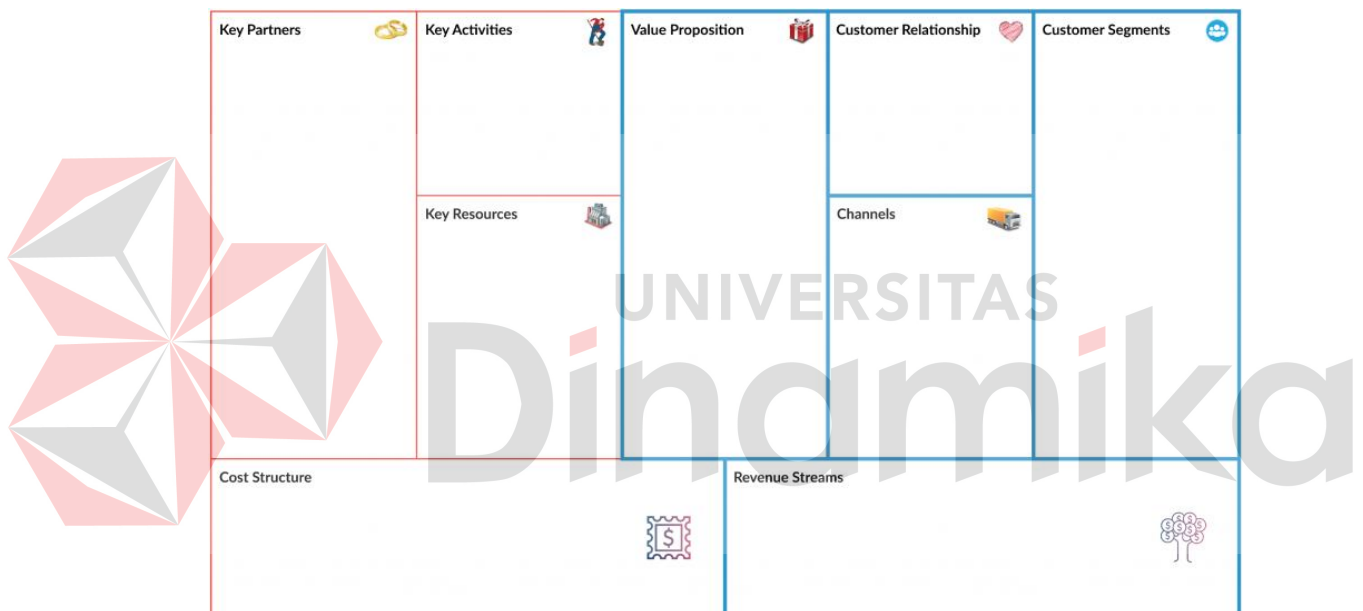 Key Partners
Key Activities
Value Proposition
Customer Relationship
Customer Segments
Key Resources
Channels
UNIVERSITAS
Dinamika
Cost Structure
Revenue Streams